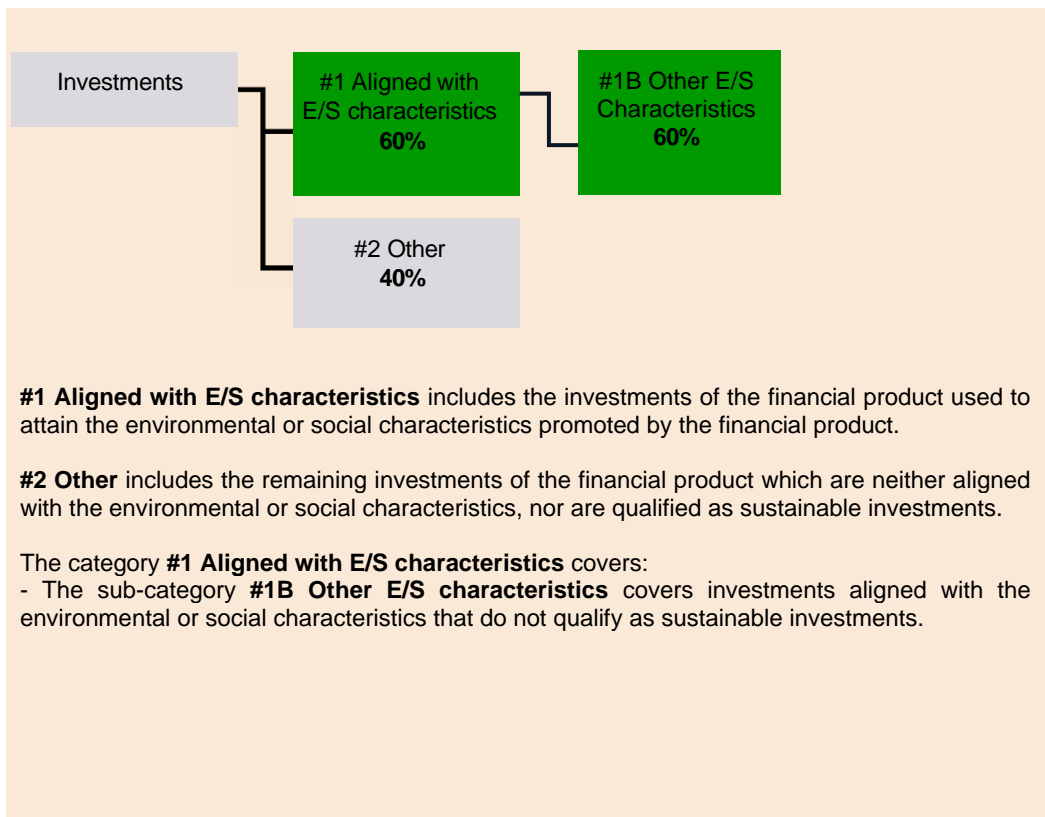 Investments
#1 Aligned with
E/S characteristics
60%
#1B Other E/S
Characteristics
60%
#2 Other
40%
#1 Aligned with E/S characteristics includes the investments of the financial product used to
attain the environmental or social characteristics promoted by the financial product.
#2 Other includes the remaining investments of the financial product which are neither aligned
with the environmental or social characteristics, nor are qualified as sustainable investments.
The category #1 Aligned with E/S characteristics covers:
- The sub-category #1B Other E/S characteristics covers investments aligned with the
environmental or social characteristics that do not qualify as sustainable investments.